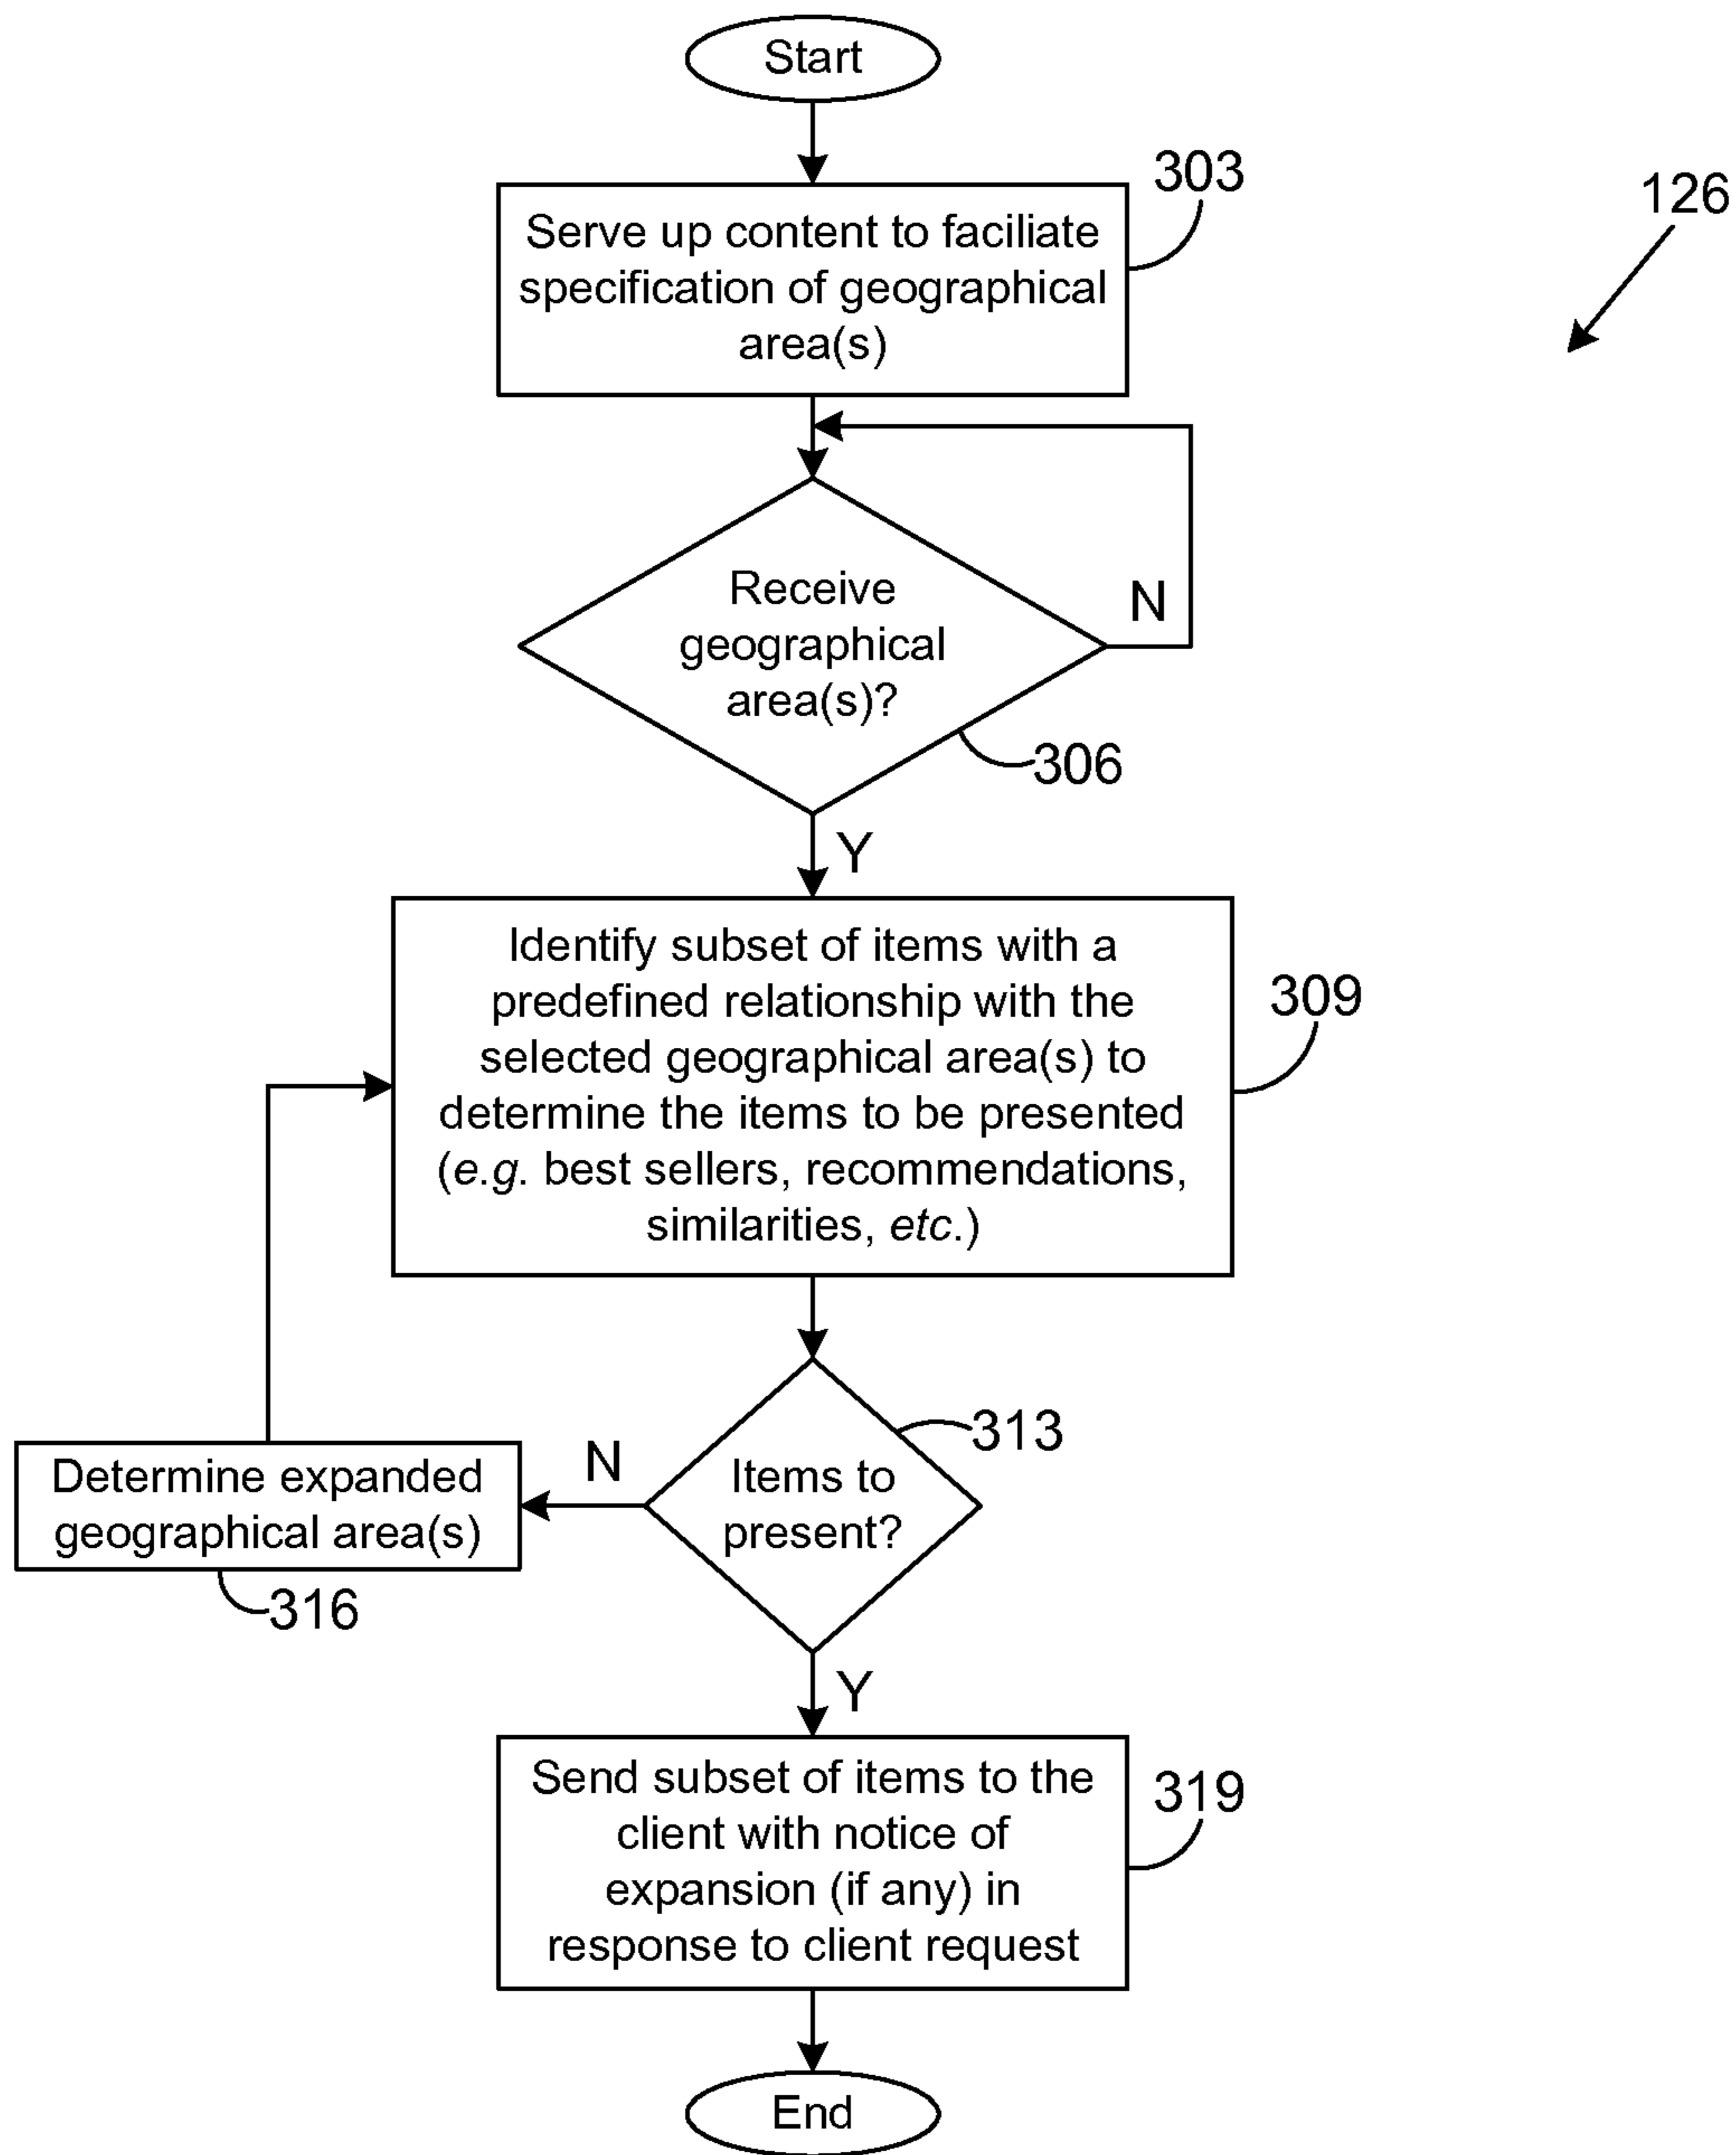 Start
303
126
Serve up content to faciliate
specification of geographical
area(s)
Receive
geographical
area(s)?
N
306
Y
Identify subset of items with a
predefined relationship with the
selected geographical area(s) to
determine the items to be presented
(e.g. best sellers, recommendations,
similarities, etc.)
309
313
Items to
present?
N
Determine expanded
geographical area(s)
316
Y
Send subset of items to the
client with notice of
expansion (if any) in
response to client request
319
End